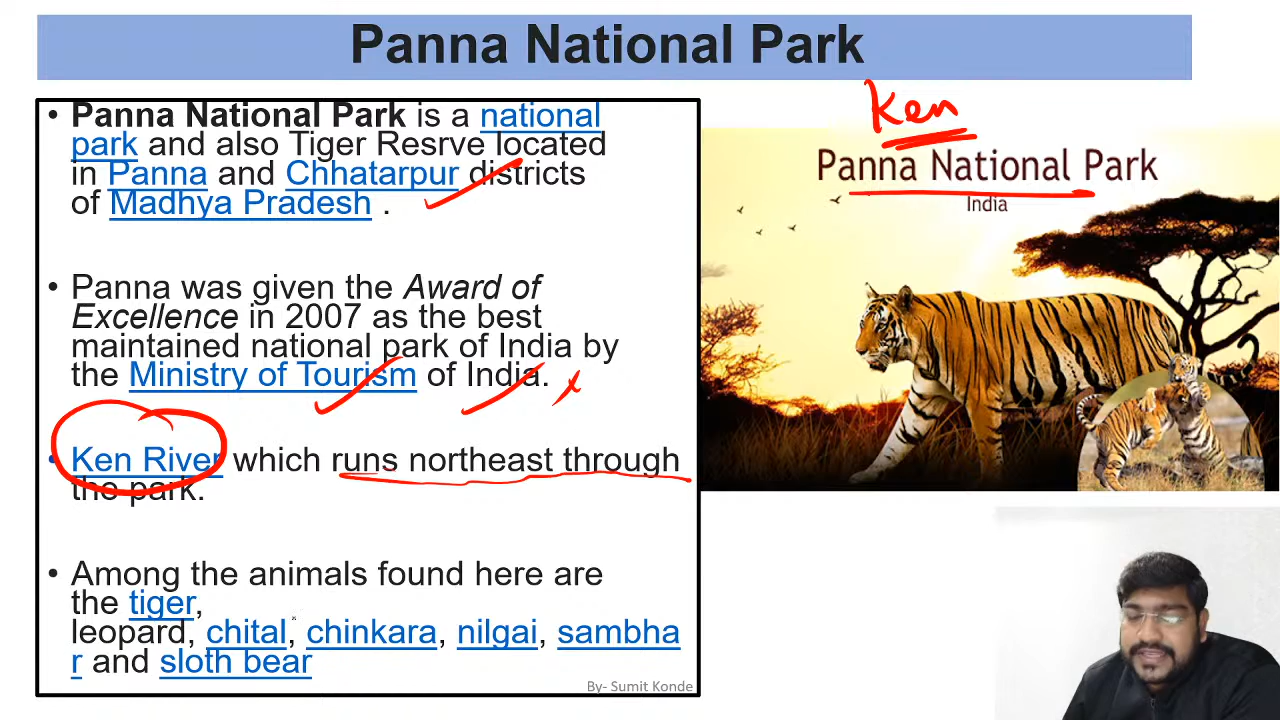 Panna National Park
• Panna National Park is a national
park and also Tiger Resrve located
in Panna and Chhatarpur districts
of Madhya Pradesh .
• Panna was given the Award of
Excellence in 2007 as the best
maintained national park of India by
the Ministry of Tourism of India.
• Ken River which runs northeast through
the park.
• Among the animals found here are
the tiger,
leopard, chital, chinkara, nilgai, sambha
r and sloth bear
By- Sumit Konde
Ken
Panna National Park
India